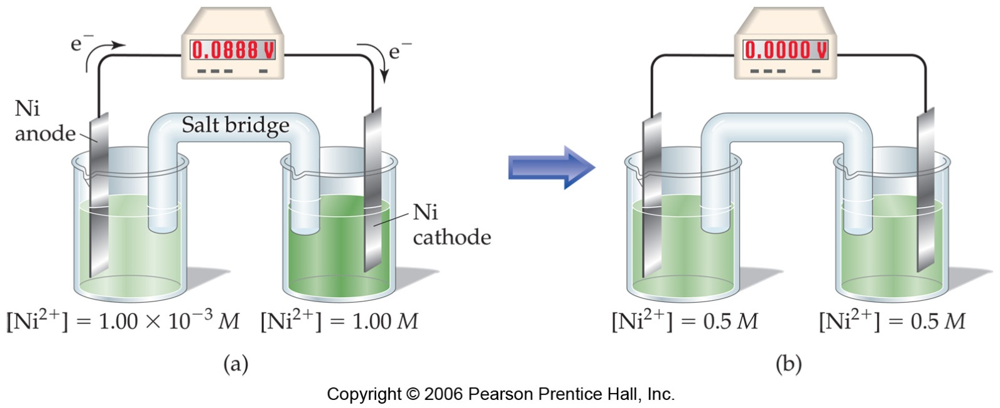 e⁻
0.0888 V
e⁻
0.0000 V
Ni
anode
Salt bridge
Ni
cathode
[Ni²⁺] = 1.00 × 10⁻³ M
[Ni²⁺] = 1.00 M
[Ni²⁺] = 0.5 M
[Ni²⁺] = 0.5 M
(a)
(b)
Copyright © 2006 Pearson Prentice Hall, Inc.